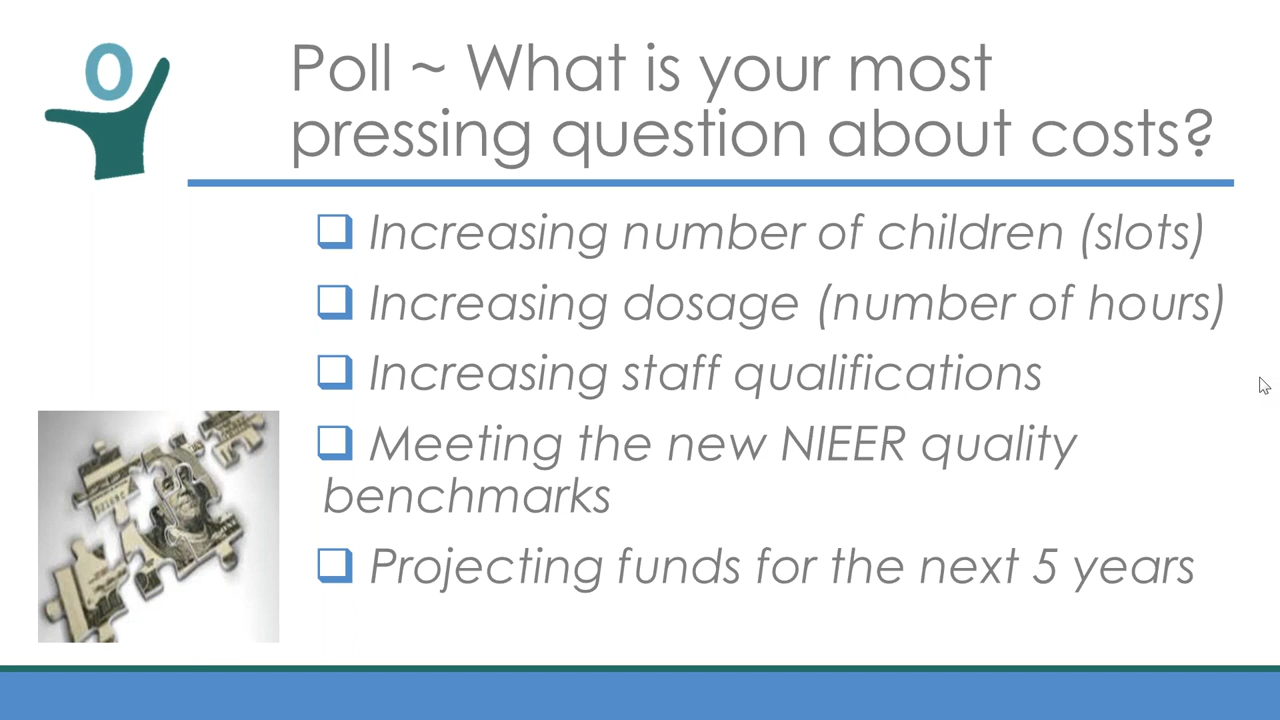 Poll ~ What is your most
pressing question about costs?
Increasing number of children (slots)
Increasing dosage (number of hours)
Increasing staff qualifications
Meeting the new NIEER quality
benchmarks
Projecting funds for the next 5 years